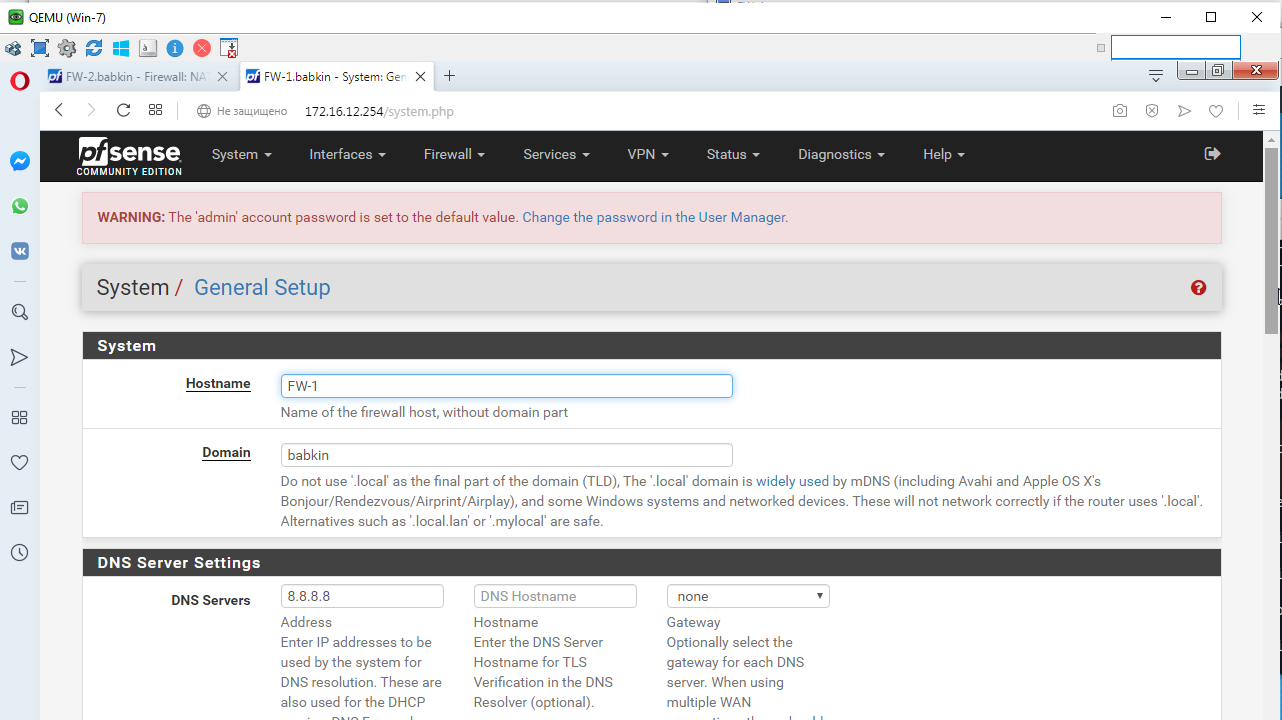 QEMU (Win-7)
FW-2.babkin - Firewall: NA
FW-1.babkin - System: Gen
Не защищено 172.16.12.254/system.php
pfsense
COMMUNITY EDITION
System Interfaces Firewall Services VPN Status Diagnostics Help
WARNING: The 'admin' account password is set to the default value. Change the password in the User Manager.
System / General Setup
System
Hostname
FW-1
Name of the firewall host, without domain part
Domain
babkin
Do not use '.local' as the final part of the domain (TLD), The '.local' domain is widely used by mDNS (including Avahi and Apple OS X's
Bonjour/Rendezvous/Airprint/Airplay), and some Windows systems and networked devices. These will not network correctly if the router uses '.local'.
Alternatives such as '.local.lan' or '.mylocal' are safe.
DNS Server Settings
DNS Servers
8.8.8.8
Address
Enter IP addresses to be
used by the system for
DNS resolution. These are
also used for the DHCP
DNS Hostname
Hostname
Enter the DNS Server
Hostname for TLS
Verification in the DNS
Resolver (optional).
none
Gateway
Optionally select the
gateway for each DNS
server. When using
multiple WAN